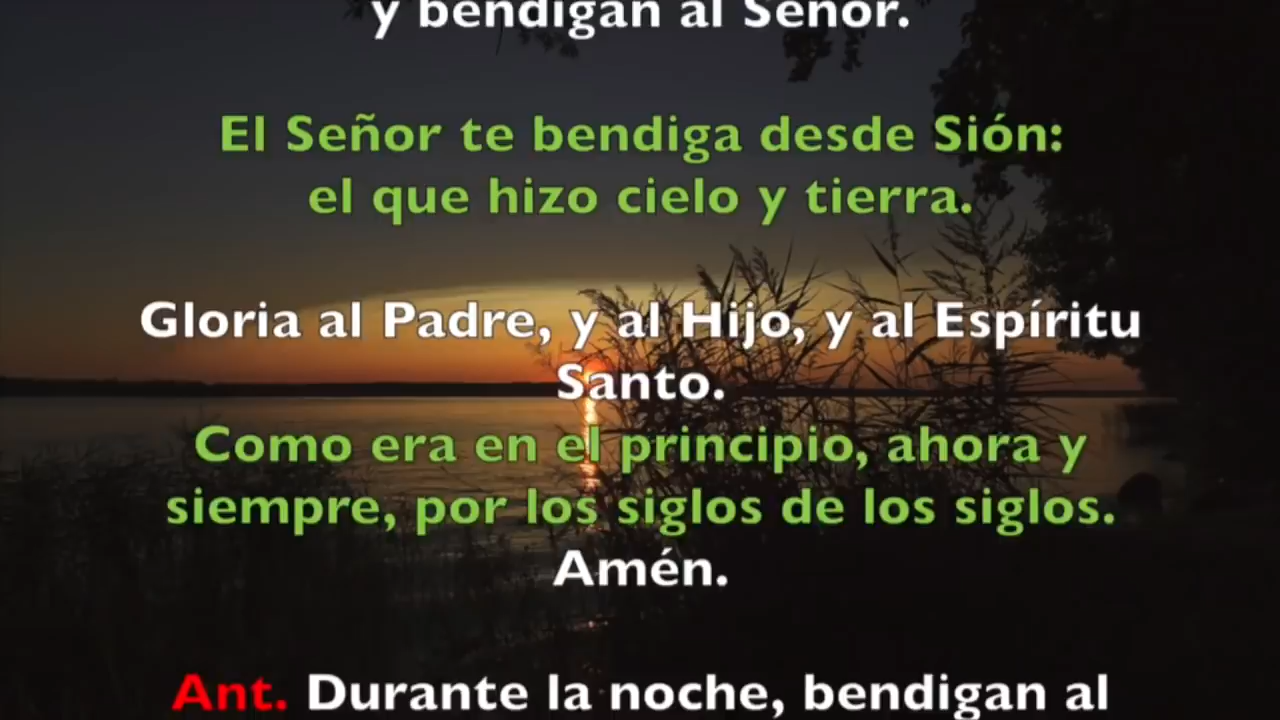 y bendigan al Señor.
El Señor te bendiga desde Sión:
el que hizo cielo y tierra.
Gloria al Padre, y al Hijo, y al Espíritu
Santo.
Como era en el principio, ahora y
siempre, por los siglos de los siglos.
Amén.
Ant. Durante la noche, bendigan al